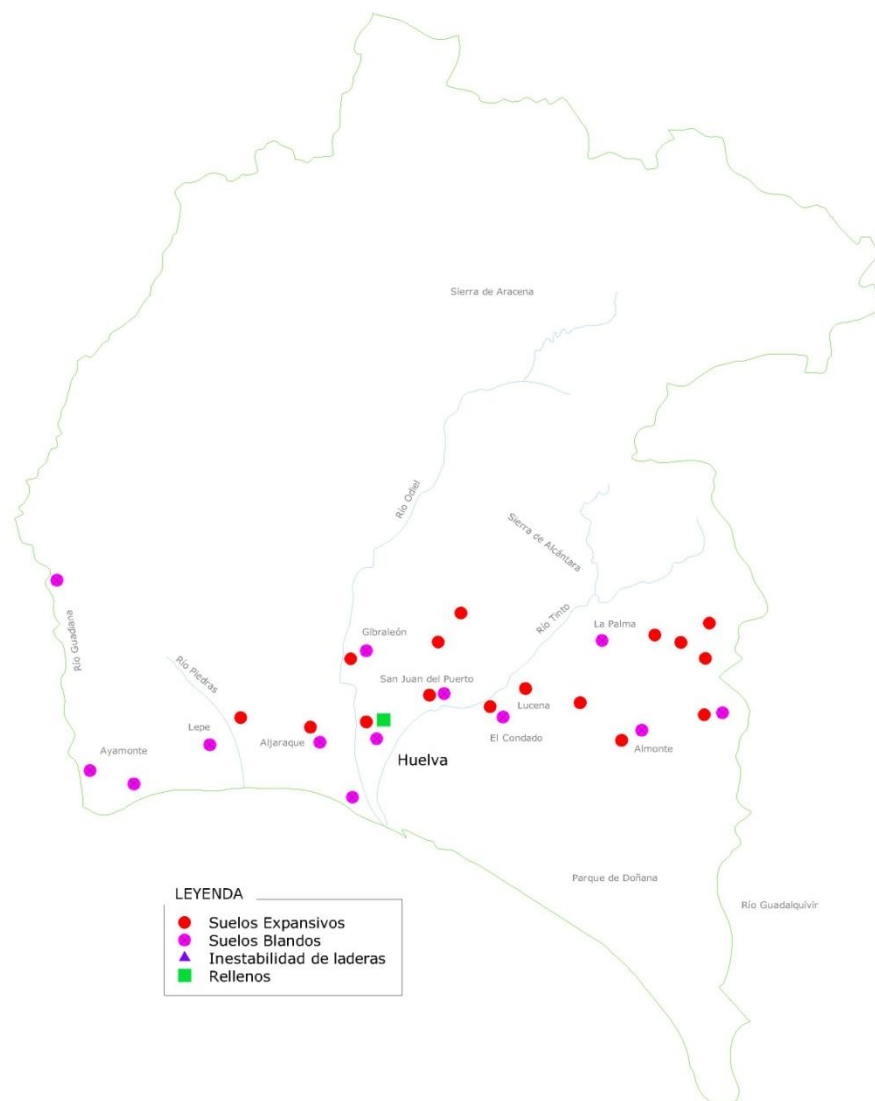 Sierra de Aracena
Río Odiel
Sierra de Alcántara
Río Tinto
La Palma
Gibraleón
Río Guadiana
Río Piedras
San Juan del Puerto
Lucena
Lepe
Aljaraque
El Condado
Almonte
Ayamonte
Huelva
Parque de Doñana
Río Guadalquivir
LEYENDA
Suelos Expansivos
Suelos Blandos
Inestabilidad de laderas
Rellenos